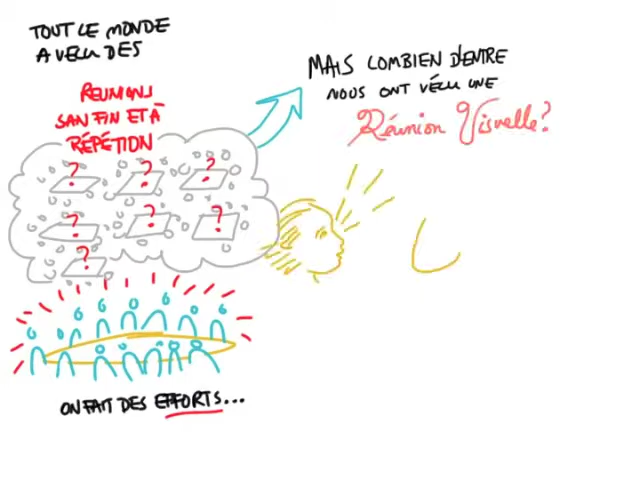 TOUT LE MONDE
A VECU DES
REUNIONS
SAN FIN ET À
RÉPÉTION
? ? ?
? ? ?
?
ON FAIT DES EFFORTS...
MAIS COMBIEN D'ENTRE
NOUS ONT VÉCU UNE
Réunion Visuelle?